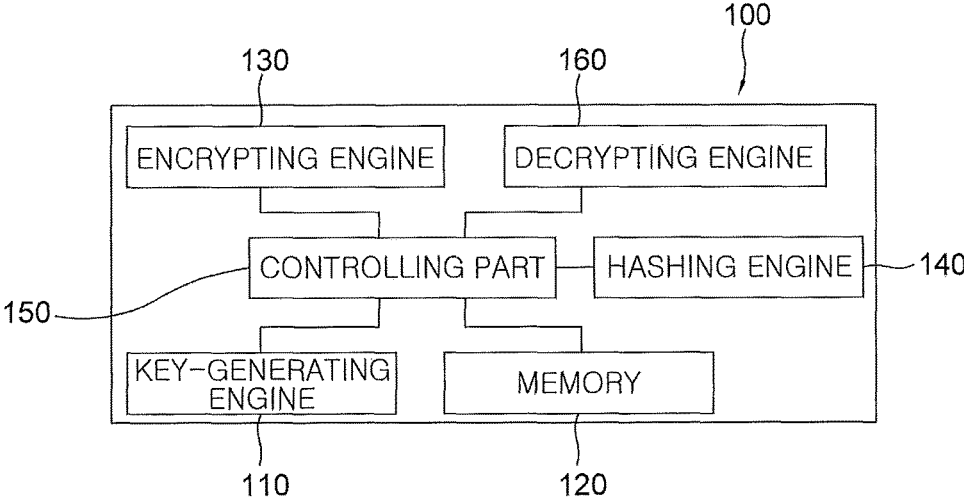 100
130
160
ENCRYPTING ENGINE
DECRYPTING ENGINE
CONTROLLING PART
HASHING ENGINE
140
150
KEY-GENERATING
ENGINE
MEMORY
110
120